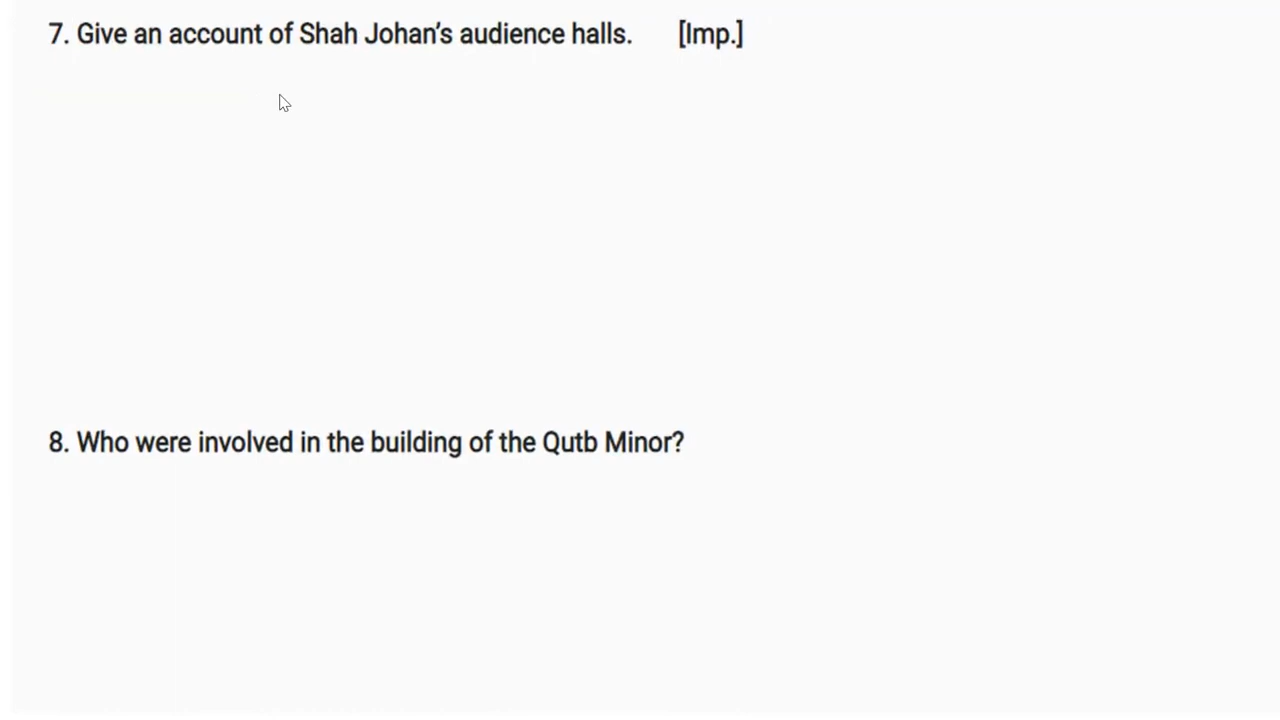 7. Give an account of Shah Johan’s audience halls. [Imp.]
8. Who were involved in the building of the Qutb Minor?